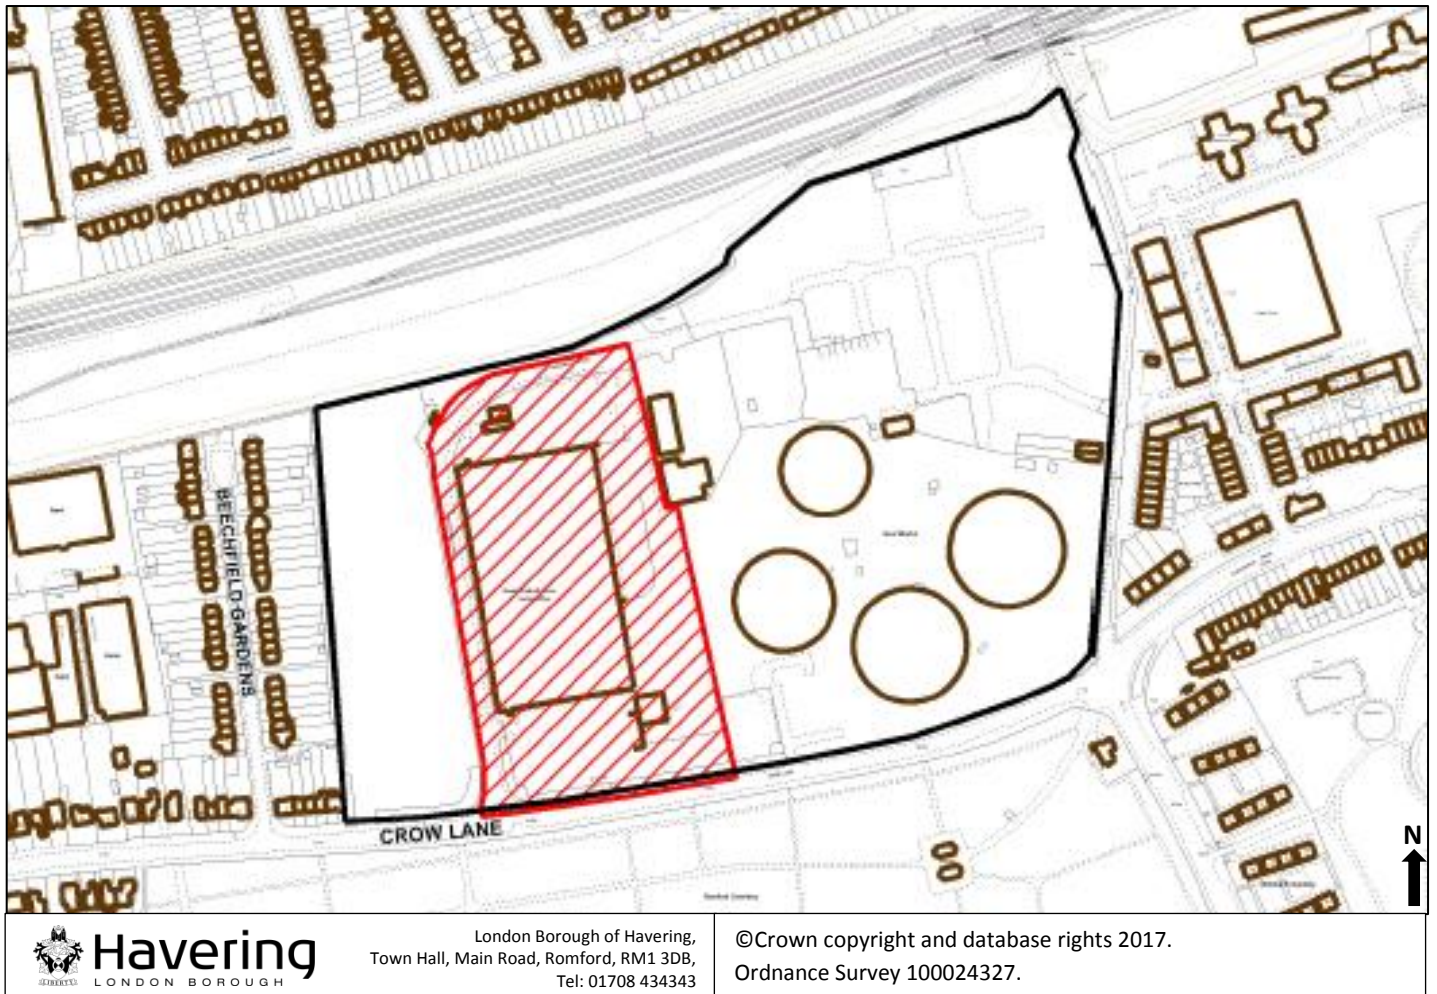 BEECHFIELD GARDENS
CROW LANE
N
Havering
LONDON BOROUGH
LIBERTY
London Borough of Havering,
Town Hall, Main Road, Romford, RM1 3DB,
Tel: 01708 434343
©Crown copyright and database rights 2017.
Ordnance Survey 100024327.